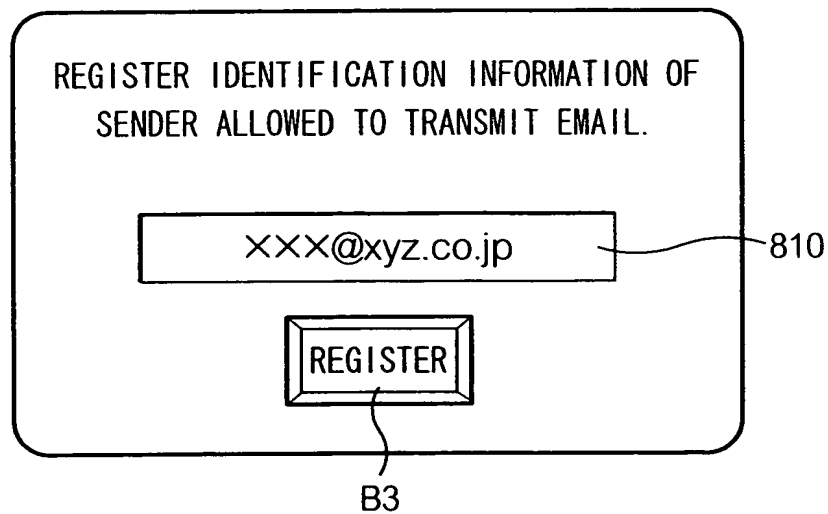 REGISTER IDENTIFICATION INFORMATION OF
SENDER ALLOWED TO TRANSMIT EMAIL.
×××@xyz.co.jp
810
REGISTER
B3